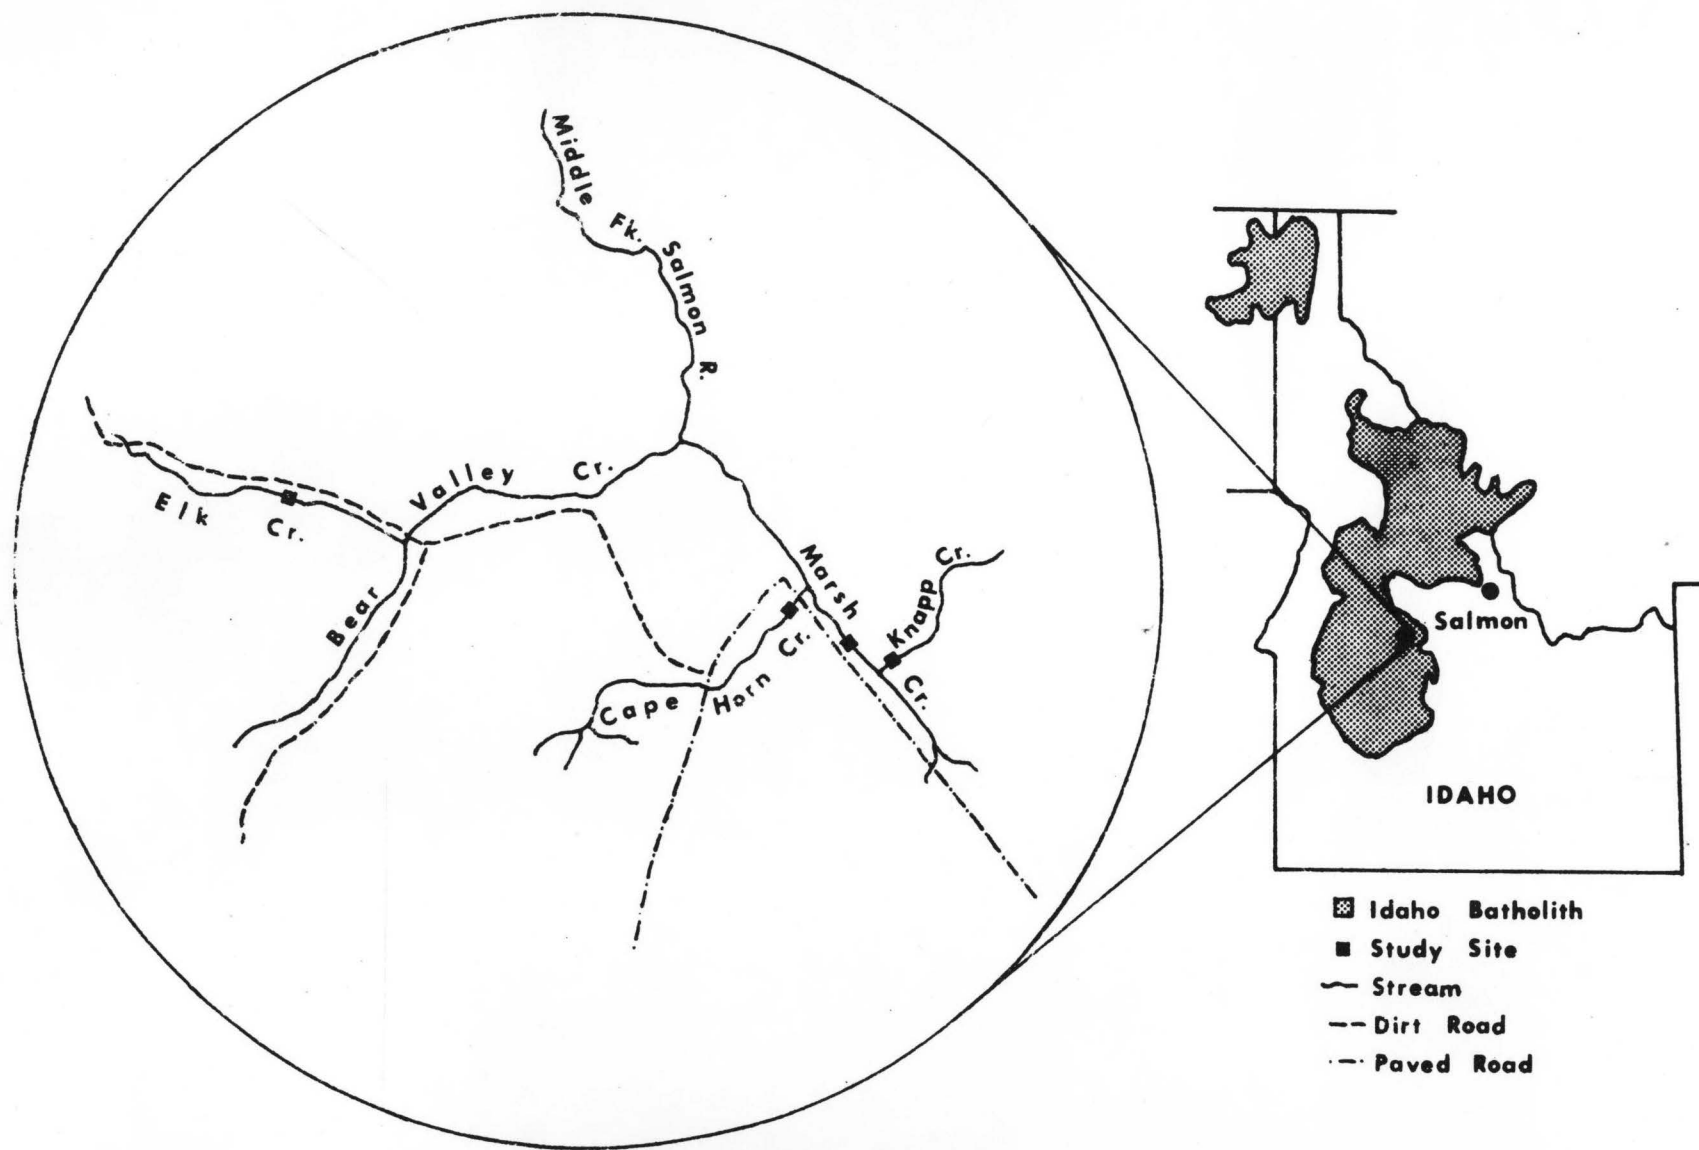 Middle Fk. Salmon R.
Elk Cr.
Bear Valley Cr.
Marsh Cr.
Knapp Cr.
Cape Horn Cr.
Salmon
IDAHO
Idaho Batholith
Study Site
Stream
Dirt Road
Paved Road